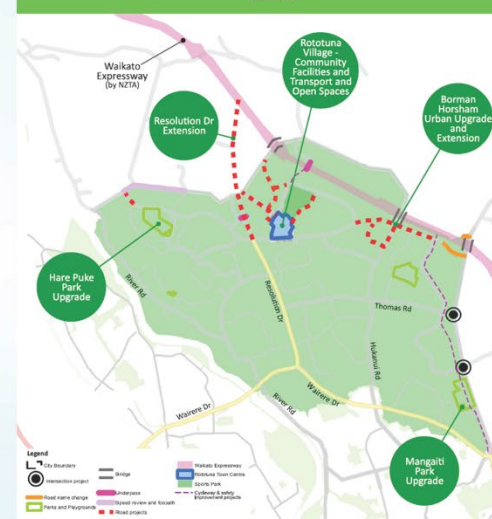 Waikato
Expressway
(by NZTA)
Rototuna
Village -
Community
Facilities and
Transport and
Open Spaces
Resolution Dr
Extension
Borman
Horsham
Urban Upgrade
and
Extension
Hare Puke
Park
Upgrade
River Rd
Resolution Dr
Thomas Rd
Hukanui Rd
Wairere Dr
River Rd
Wairere Dr
Mangaiti
Park
Upgrade
Legend
City Boundary
Intersection project
Road name change
Parks and Playgrounds
Bridge
Underpass
Speed review and footpath
Road projects
Waikato Expressway
Rototuna Town Centre
Sports Park
Cycleway & safety
improvement projects